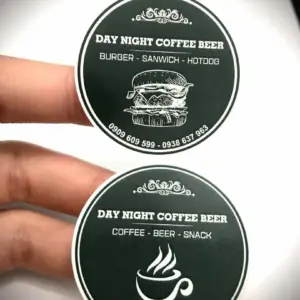 DAY NIGHT COFFEE BEER
BURGER - SANWICH - HOTDOG
0909 609 599 - 0938 637 963
DAY NIGHT COFFEE BEER
COFFEE - BEER - SNACK